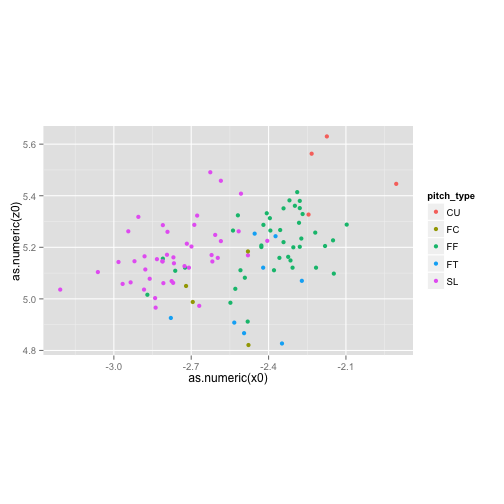 5.6
5.4
5.2
5.0
4.8
as.numeric(z0)
-3.0 -2.7 -2.4 -2.1
as.numeric(x0)
pitch_type
CU
FC
FF
FT
SL